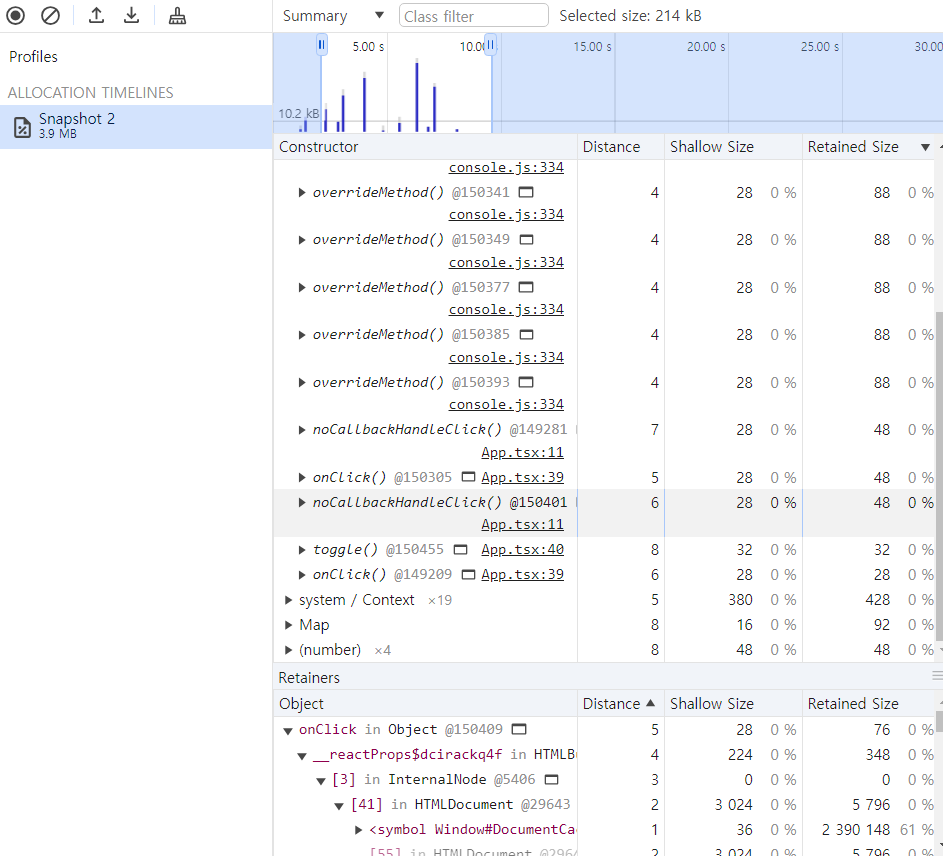 Summary ▼ Class filter Selected size: 214 kB
Profiles
ALLOCATION TIMELINES
Snapshot 2
3.9 MB
5.00 s 10.0 15.00 s 20.00 s 25.00 s 30.00
10.2 kB
Constructor Distance Shallow Size Retained Size ▼
console.js:334
▶ overrideMethod() @150341 4 28 0 % 88 0 %
console.js:334
▶ overrideMethod() @150349 4 28 0 % 88 0 %
console.js:334
▶ overrideMethod() @150377 4 28 0 % 88 0 %
console.js:334
▶ overrideMethod() @150385 4 28 0 % 88 0 %
console.js:334
▶ overrideMethod() @150393 4 28 0 % 88 0 %
console.js:334
▶ noCallbackHandleClick() @149281 7 28 0 % 48 0 %
App.tsx:11
▶ onClick() @150305 App.tsx:39 5 28 0 % 48 0 %
▶ noCallbackHandleClick() @150401 6 28 0 % 48 0 %
App.tsx:11
▶ toggle() @150455 App.tsx:40 8 32 0 % 32 0 %
▶ onClick() @149209 App.tsx:39 6 28 0 % 28 0 %
▶ system / Context ×19 5 380 0 % 428 0 %
▶ Map 8 16 0 % 92 0 %
▶ (number) ×4 8 48 0 % 48 0 %
Retainers
Object Distance ▲ Shallow Size Retained Size
▼ onClick in Object @150409 5 28 0 % 76 0 %
▼ __reactProps$dcirackq4f in HTMLBu 4 224 0 % 348 0 %
▼ [3] in InternalNode @5406 3 0 0 % 0 0 %
▼ [41] in HTMLDocument @29643 2 3 024 0 % 5 796 0 %
▶ <symbol Window#DocumentCac 1 36 0 % 2 390 148 61 %
[55] in HTMLDocument @2964 2 3 024 0 % 5 796 0 %